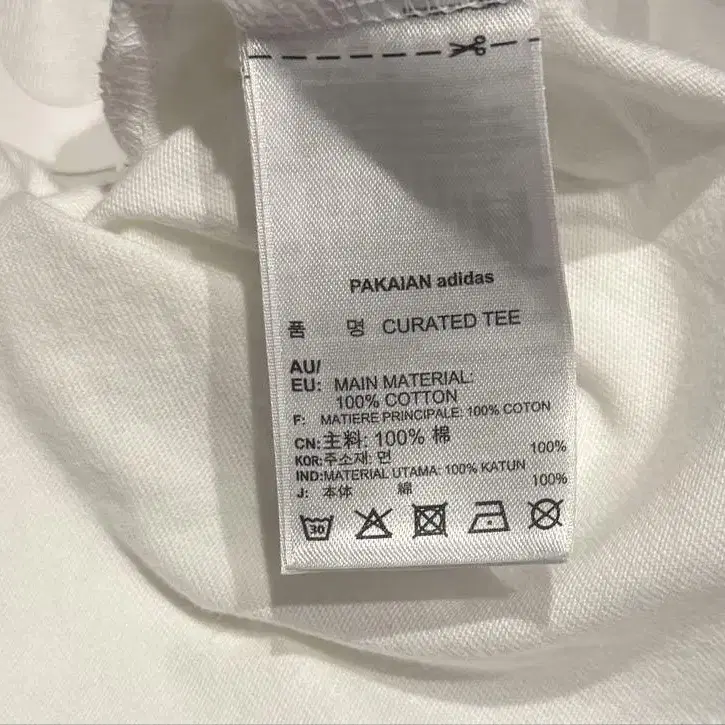 PAKAIAN adidas
품 명 CURATED TEE
AU/
EU: MAIN MATERIAL:
100% COTTON
F: MATIERE PRINCIPALE: 100% COTON
CN:主料: 100% 棉
KOR:주소재: 면 100%
IND:MATERIAL UTAMA: 100% KATUN
J: 本体 綿 100%
30